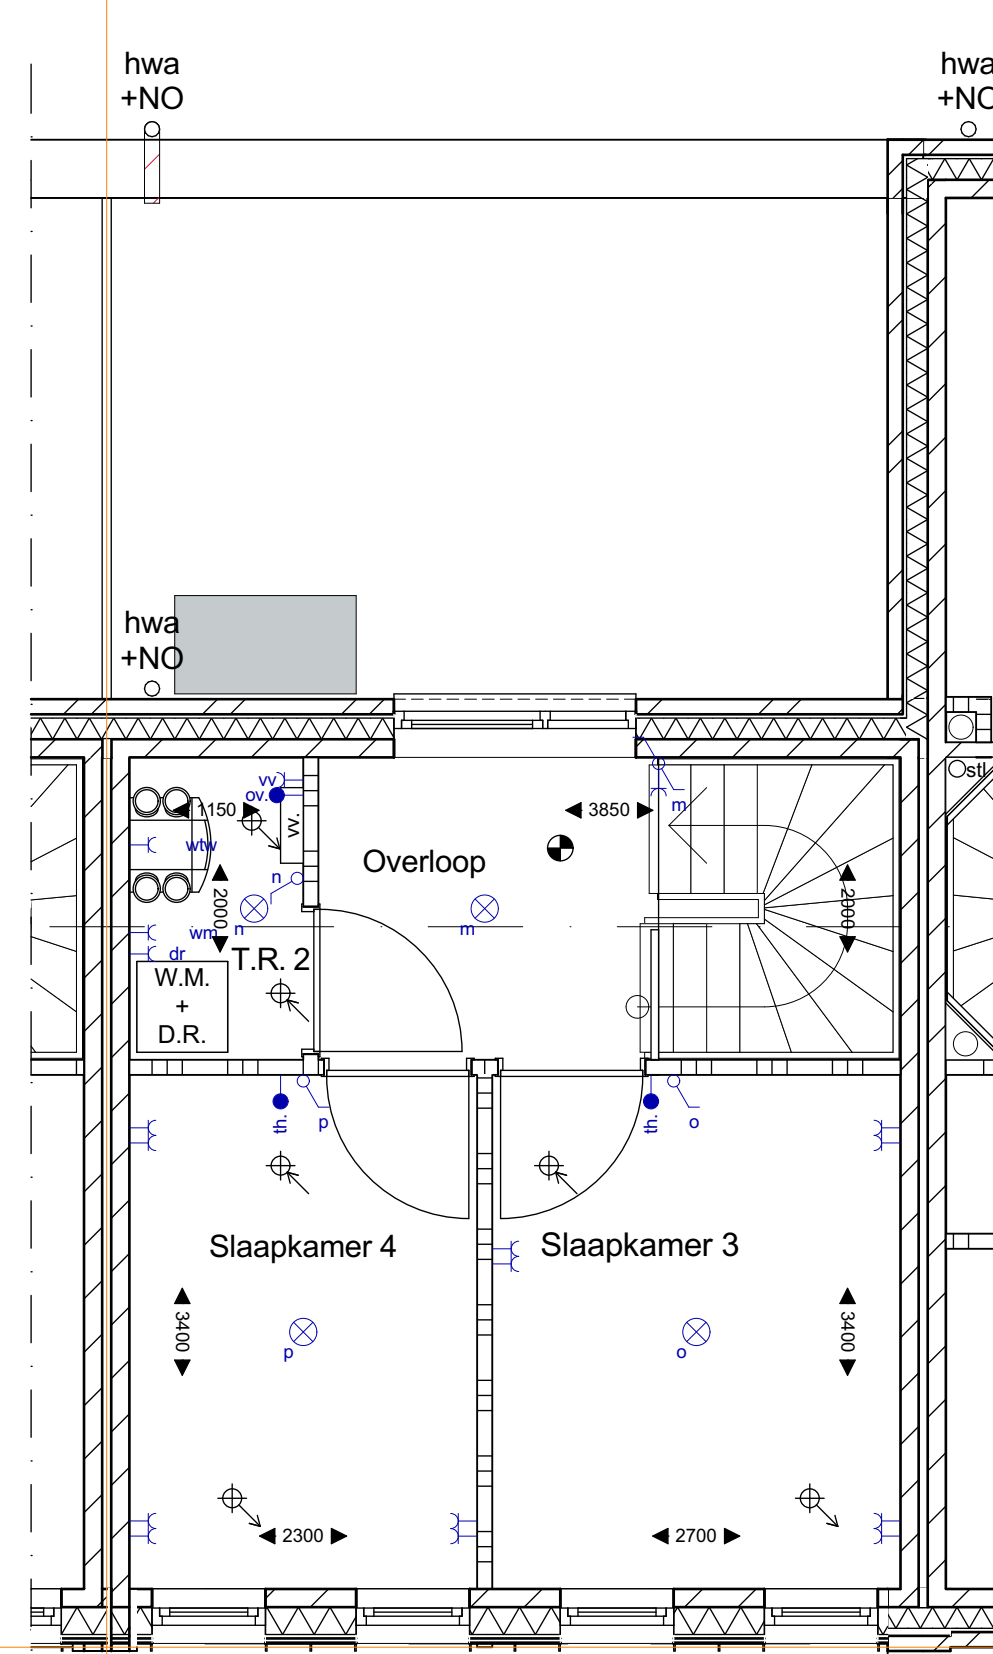 hwa
+NO
hwa
+NO
hwa
+NO
stl
vv
ov.
1150
vv.
3850
m
wtw
Overloop
n
2000
n
m
2000
wm
dr
T.R. 2
W.M.
+
D.R.
th.
p
th.
o
Slaapkamer 4
Slaapkamer 3
3400
3400
p
o
2300
2700